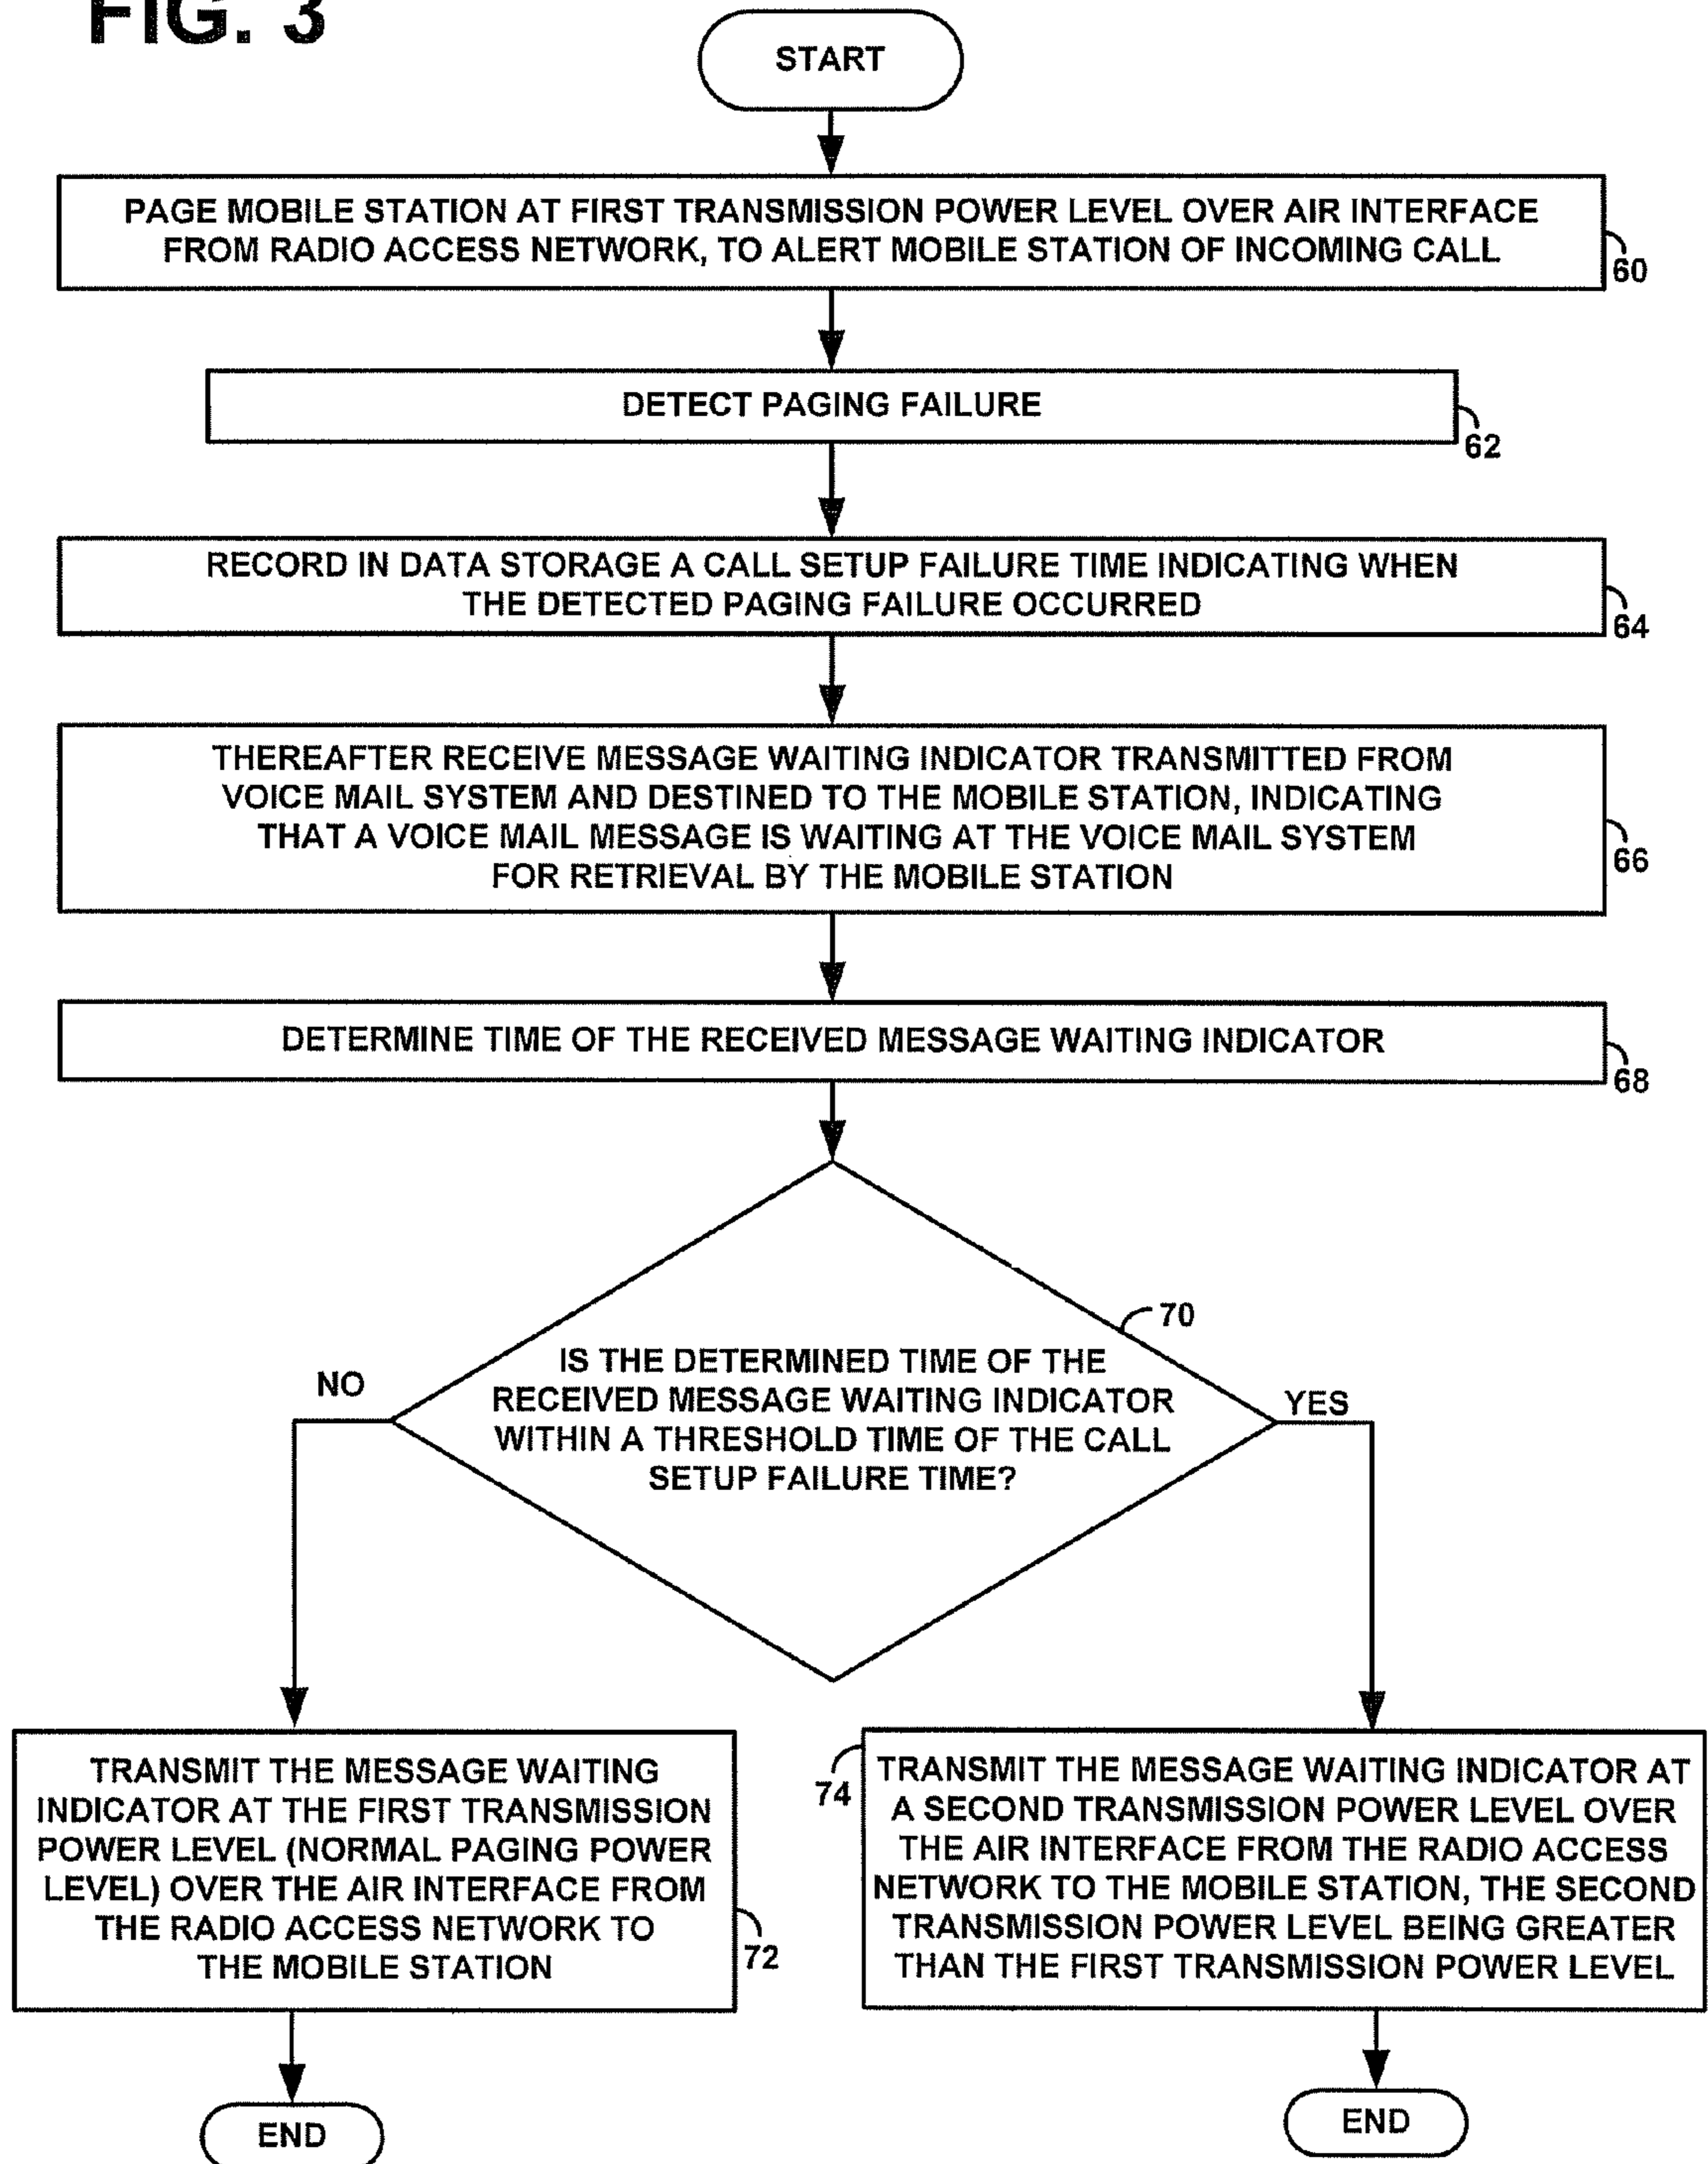 FIG. 3
START
PAGE MOBILE STATION AT FIRST TRANSMISSION POWER LEVEL OVER AIR INTERFACE
FROM RADIO ACCESS NETWORK, TO ALERT MOBILE STATION OF INCOMING CALL
60
DETECT PAGING FAILURE
62
RECORD IN DATA STORAGE A CALL SETUP FAILURE TIME INDICATING WHEN
THE DETECTED PAGING FAILURE OCCURRED
64
THEREAFTER RECEIVE MESSAGE WAITING INDICATOR TRANSMITTED FROM
VOICE MAIL SYSTEM AND DESTINED TO THE MOBILE STATION, INDICATING
THAT A VOICE MAIL MESSAGE IS WAITING AT THE VOICE MAIL SYSTEM
FOR RETRIEVAL BY THE MOBILE STATION
66
DETERMINE TIME OF THE RECEIVED MESSAGE WAITING INDICATOR
68
70
IS THE DETERMINED TIME OF THE
RECEIVED MESSAGE WAITING INDICATOR
WITHIN A THRESHOLD TIME OF THE CALL
SETUP FAILURE TIME?
NO
YES
TRANSMIT THE MESSAGE WAITING
INDICATOR AT THE FIRST TRANSMISSION
POWER LEVEL (NORMAL PAGING POWER
LEVEL) OVER THE AIR INTERFACE FROM
THE RADIO ACCESS NETWORK TO
THE MOBILE STATION
72
74
TRANSMIT THE MESSAGE WAITING INDICATOR AT
A SECOND TRANSMISSION POWER LEVEL OVER
THE AIR INTERFACE FROM THE RADIO ACCESS
NETWORK TO THE MOBILE STATION, THE SECOND
TRANSMISSION POWER LEVEL BEING GREATER
THAN THE FIRST TRANSMISSION POWER LEVEL
END
END